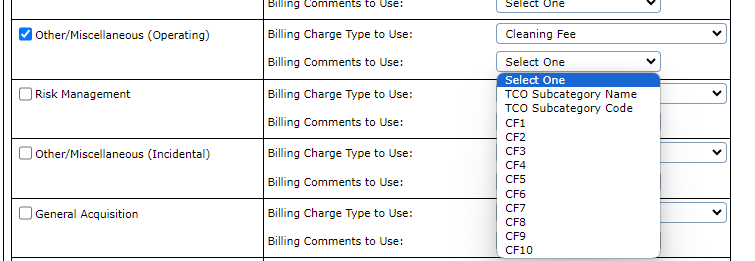 Billing Comments to Use: Select One
Other/Miscellaneous (Operating) Billing Charge Type to Use: Cleaning Fee
Billing Comments to Use: Select One
Select One
Risk Management Billing Charge Type to Use: TCO Subcategory Name
TCO Subcategory Code
Billing Comments to Use: CF1
CF2
Other/Miscellaneous (Incidental) Billing Charge Type to Use: CF3
CF4
Billing Comments to Use: CF5
CF6
General Acquisition Billing Charge Type to Use: CF7
CF8
Billing Comments to Use: CF9
CF10